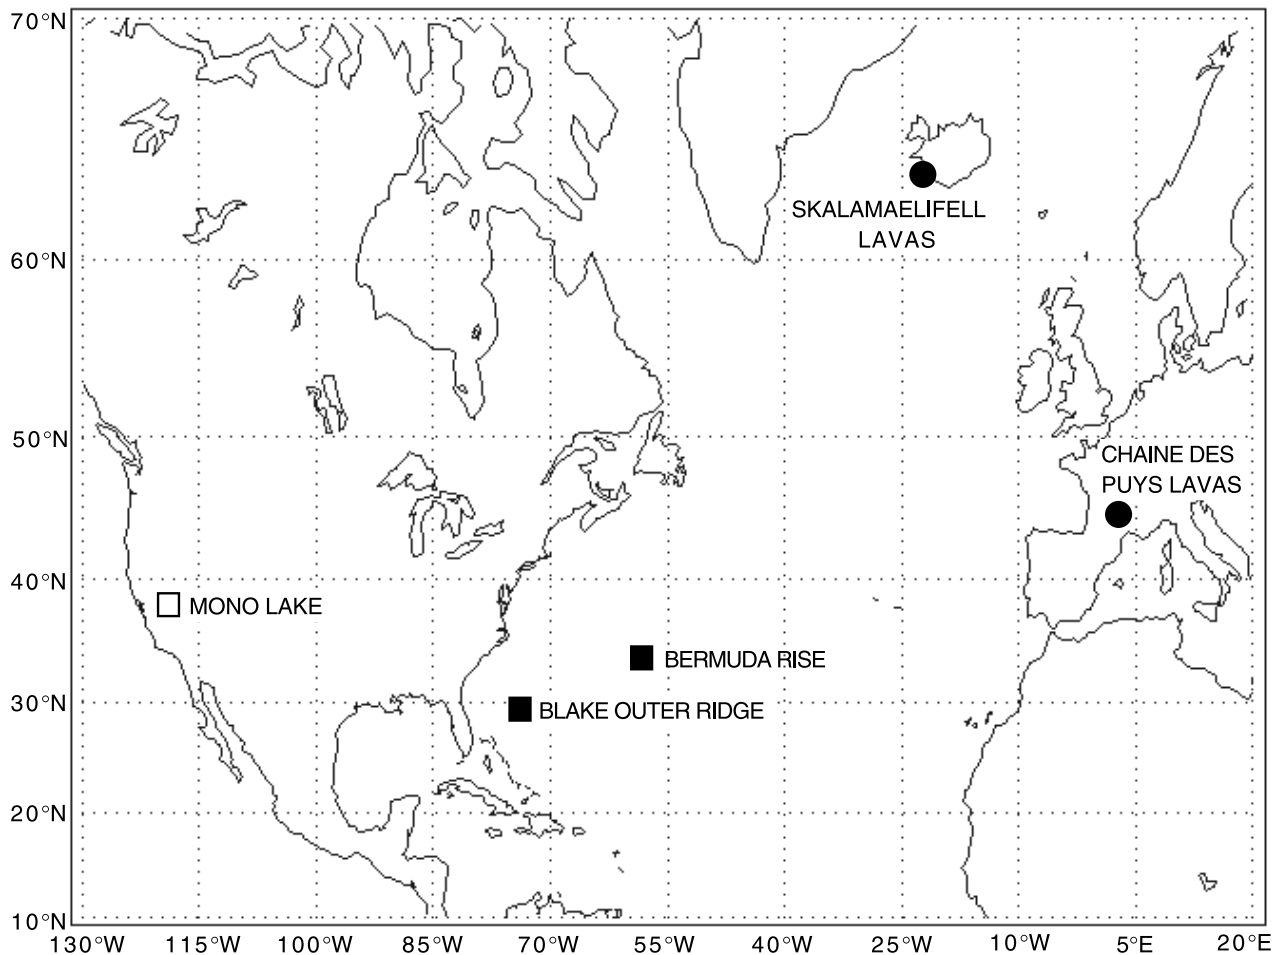 70°N
SKALAMAELIFELL
LAVAS
60°N
50°N
CHAINE DES
PUYS LAVAS
40°N
MONO LAKE
BERMUDA RISE
30°N
BLAKE OUTER RIDGE
20°N
10°N
130°W 115°W 100°W 85°W 70°W 55°W 40°W 25°W 10°W 5°E 20°E